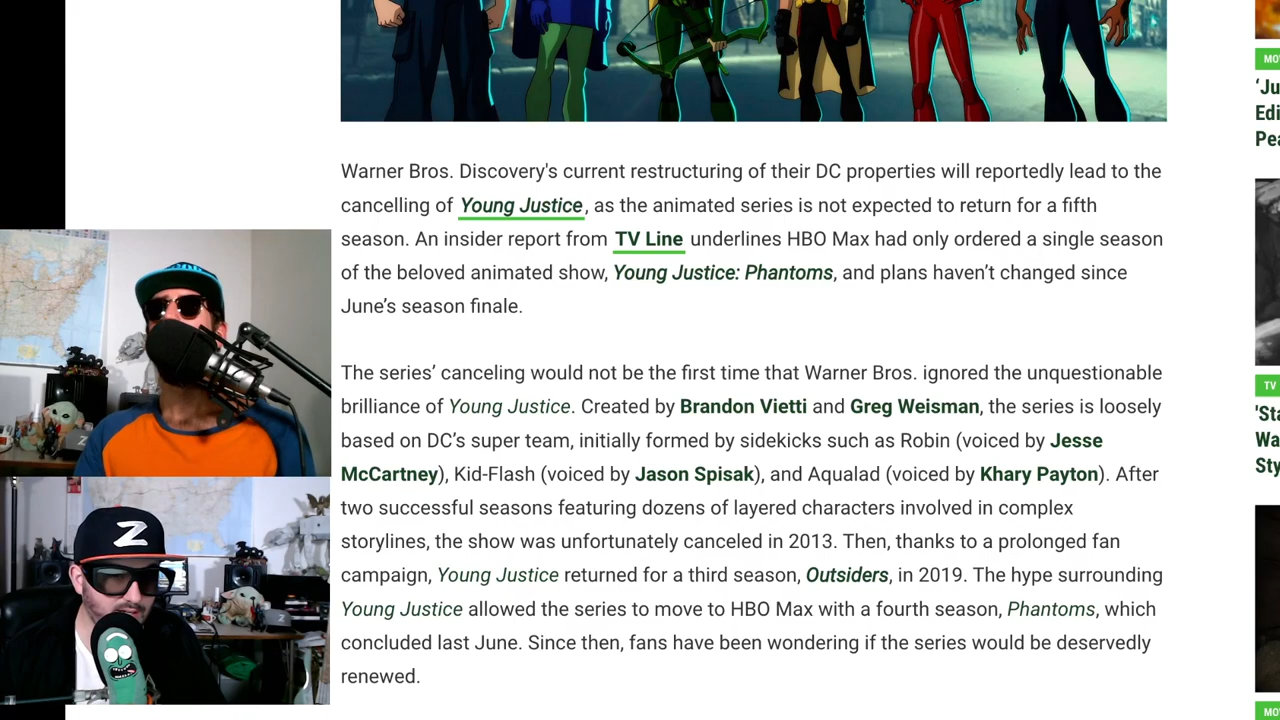 Warner Bros. Discovery's current restructuring of their DC properties will reportedly lead to the
cancelling of Young Justice, as the animated series is not expected to return for a fifth
season. An insider report from TV Line underlines HBO Max had only ordered a single season
of the beloved animated show, Young Justice: Phantoms, and plans haven’t changed since
June’s season finale.
The series’ canceling would not be the first time that Warner Bros. ignored the unquestionable
brilliance of Young Justice. Created by Brandon Vietti and Greg Weisman, the series is loosely
based on DC’s super team, initially formed by sidekicks such as Robin (voiced by Jesse
McCartney), Kid-Flash (voiced by Jason Spisak), and Aqualad (voiced by Khary Payton). After
two successful seasons featuring dozens of layered characters involved in complex
storylines, the show was unfortunately canceled in 2013. Then, thanks to a prolonged fan
campaign, Young Justice returned for a third season, Outsiders, in 2019. The hype surrounding
Young Justice allowed the series to move to HBO Max with a fourth season, Phantoms, which
concluded last June. Since then, fans have been wondering if the series would be deservedly
renewed.
Z
MO
‘Ju
Edi
Pea
TV
'Sta
Wa
Sty
MO